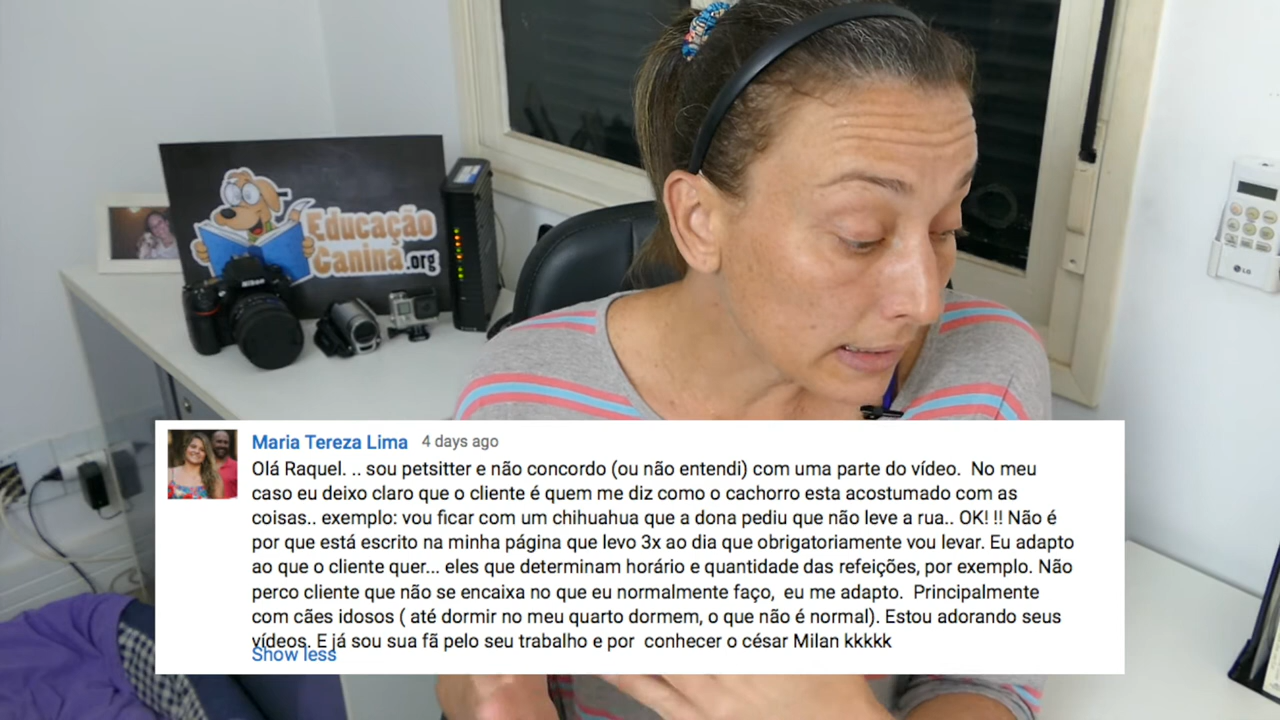 EDUCAÇÃO
CANINA.ORG
Nikon
LG
Maria Tereza Lima 4 days ago
Olá Raquel. .. sou petsitter e não concordo (ou não entendi) com uma parte do vídeo.  No meu
caso eu deixo claro que o cliente é quem me diz como o cachorro esta acostumado com as
coisas.. exemplo: vou ficar com um chihuahua que a dona pediu que não leve a rua.. OK! !! Não é
por que está escrito na minha página que levo 3x ao dia que obrigatoriamente vou levar. Eu adapto
ao que o cliente quer... eles que determinam horário e quantidade das refeições, por exemplo. Não
perco cliente que não se encaixa no que eu normalmente faço,  eu me adapto.  Principalmente
com cães idosos ( até dormir no meu quarto dormem, o que não é normal). Estou adorando seus
vídeos. E já sou sua fã pelo seu trabalho e por  conhecer o césar Milan kkkkk
Show less